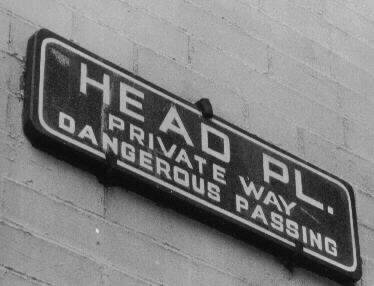 HEAD PL.
PRIVATE WAY
DANGEROUS PASSING